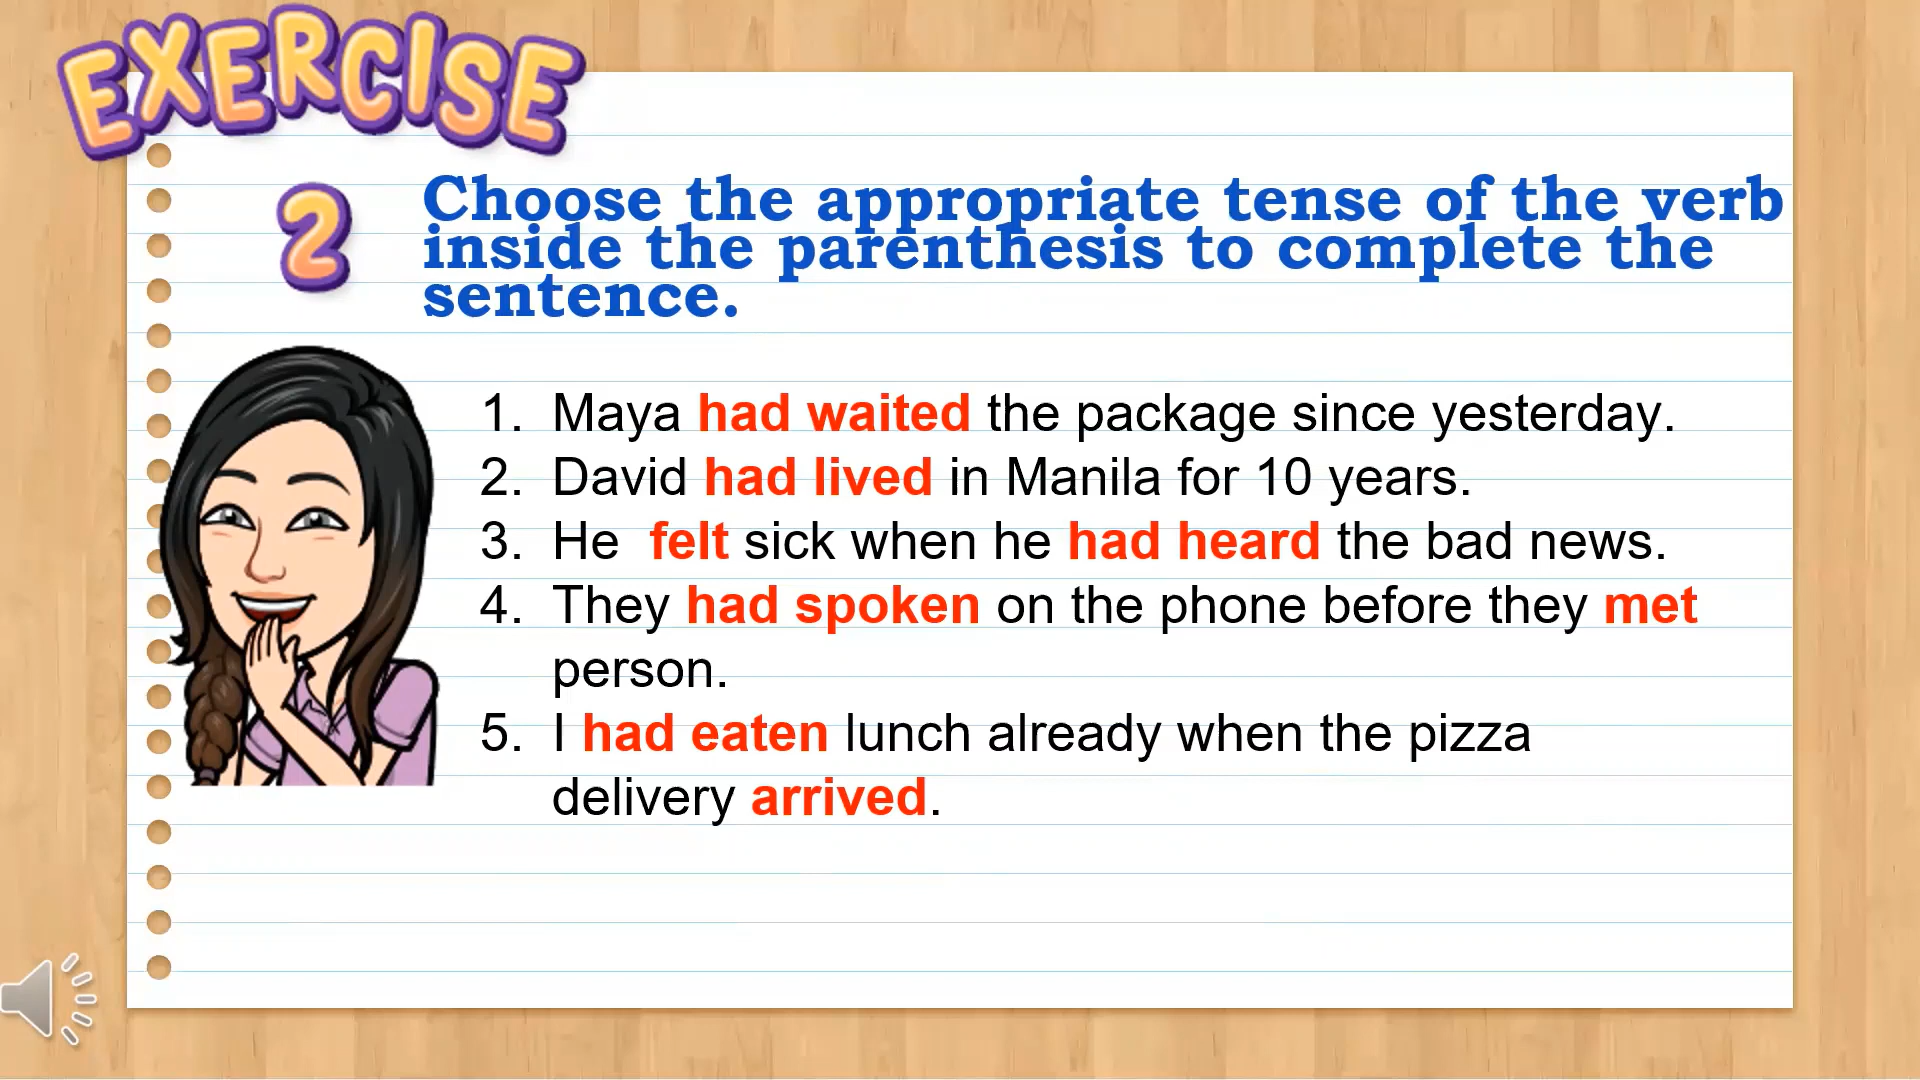 EXERCISE
2
Choose the appropriate tense of the verb
inside the parenthesis to complete the
sentence.
1. Maya had waited the package since yesterday.
2. David had lived in Manila for 10 years.
3. He felt sick when he had heard the bad news.
4. They had spoken on the phone before they met
person.
5. I had eaten lunch already when the pizza
delivery arrived.